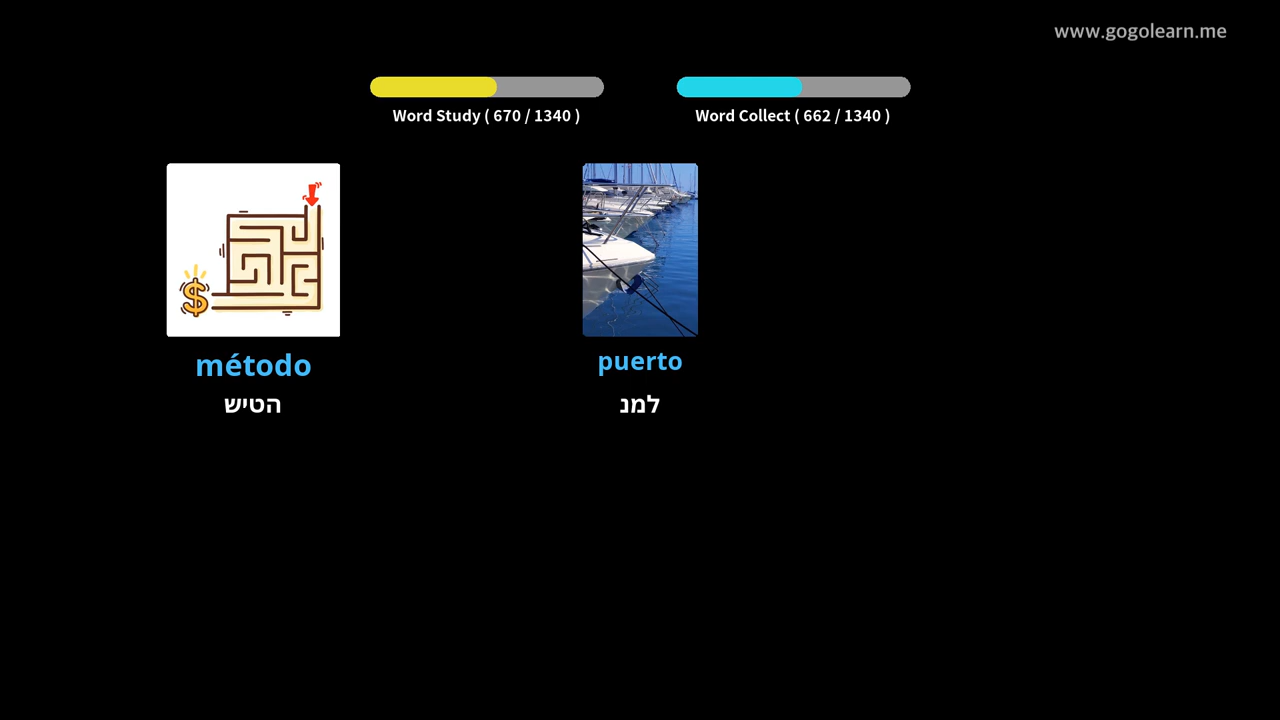 www.gogolearn.me
Word Study ( 670 / 1340 )
Word Collect ( 662 / 1340 )
método
הטיש
puerto
למנ